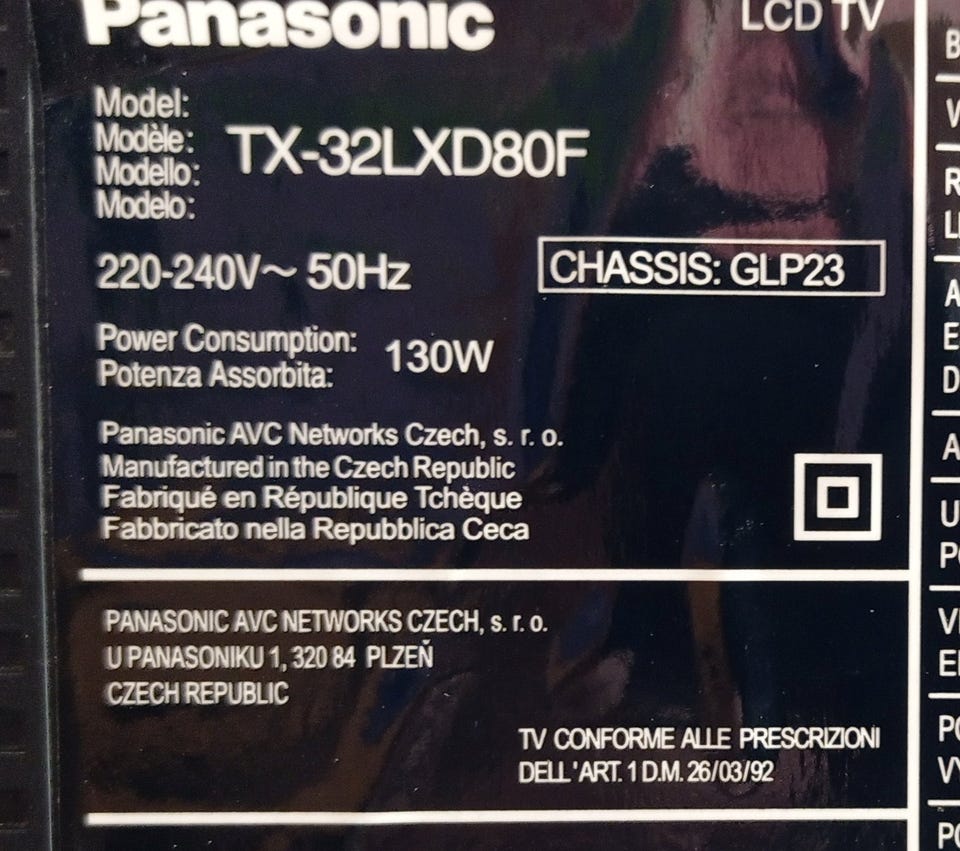 Panasonic LCD TV
Model:
Modèle:
Modello:
Modelo:
TX-32LXD80F
220-240V～ 50Hz
CHASSIS: GLP23
Power Consumption:
Potenza Assorbita:
130W
Panasonic AVC Networks Czech, s. r. o.
Manufactured in the Czech Republic
Fabriqué en République Tchèque
Fabbricato nella Repubblica Ceca
PANASONIC AVC NETWORKS CZECH, s. r. o.
U PANASONIKU 1, 320 84 PLZEŇ
CZECH REPUBLIC
TV CONFORME ALLE PRESCRIZIONI
DELL'ART. 1 D.M. 26/03/92